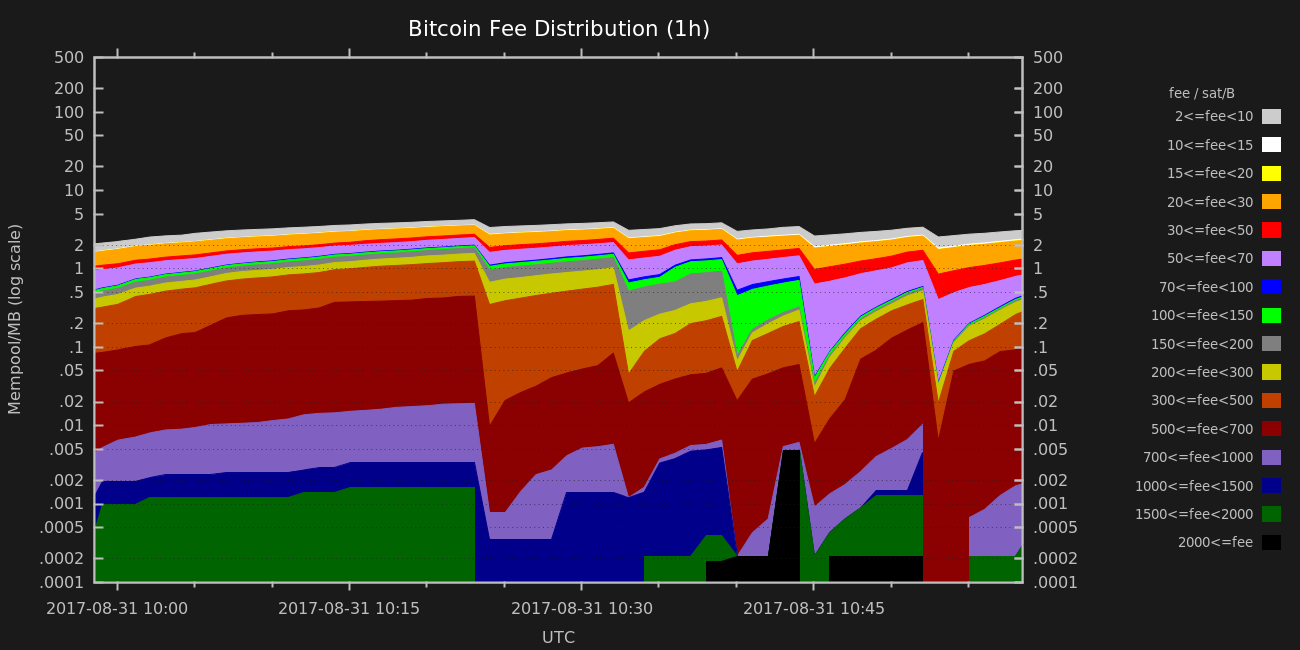 Bitcoin Fee Distribution (1h)
500 500
200 200
100 100
50 50
20 20
10 10
5 5
2 2
1 1
.5 .5
.2 .2
.1 .1
.05 .05
.02 .02
.01 .01
.005 .005
.002 .002
.001 .001
.0005 .0005
.0002 .0002
.0001 .0001
Mempool/MB (log scale)
2017-08-31 10:00 2017-08-31 10:15 2017-08-31 10:30 2017-08-31 10:45
UTC
fee / sat/B
2<=fee<10
10<=fee<15
15<=fee<20
20<=fee<30
30<=fee<50
50<=fee<70
70<=fee<100
100<=fee<150
150<=fee<200
200<=fee<300
300<=fee<500
500<=fee<700
700<=fee<1000
1000<=fee<1500
1500<=fee<2000
2000<=fee